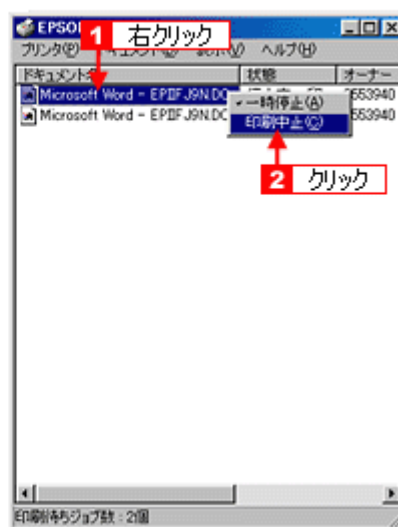 EPSO
1 右クリック
プリンタ(P) ヘルプ(H)
ドキュメント名 状態 オーナー
Microsoft Word - EPIIFJ9N.DO 553940
一時停止(A)
Microsoft Word - EPIIFJ9N.DO 553940
印刷中止(C)
2 クリック
印刷待ちジョブ数：2個